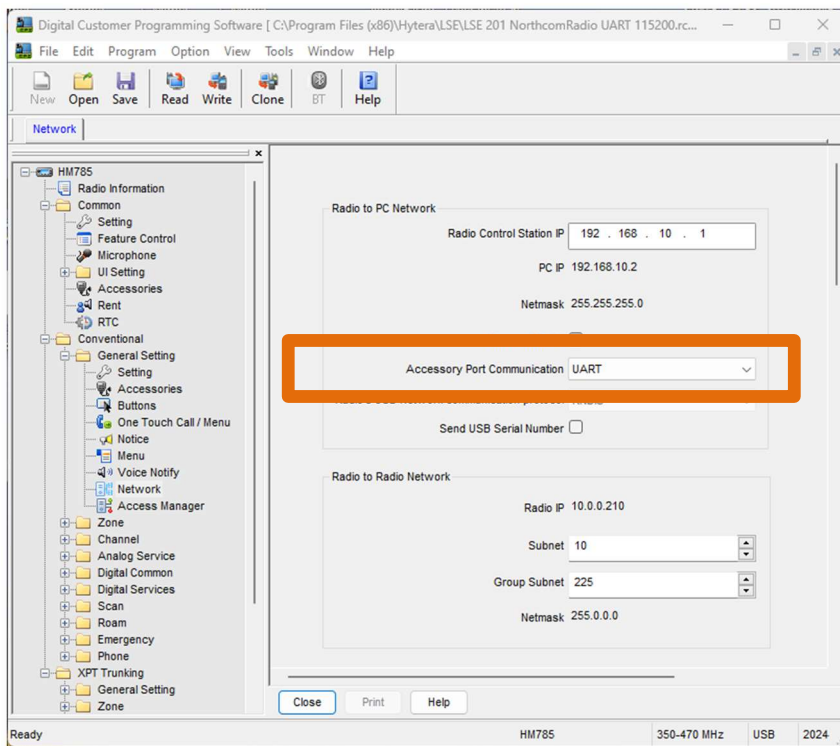 Digital Customer Programming Software [ C:\Program Files (x86)\Hytera\LSE\LSE 201 NorthcomRadio UART 115200.rc...
File Edit Program Option View Tools Window Help
New Open Save Read Write Clone BT Help
Network
HM785
Radio Information
Common
Setting
Feature Control
Microphone
UI Setting
Accessories
Rent
RTC
Conventional
General Setting
Setting
Accessories
Buttons
One Touch Call / Menu
Notice
Menu
Voice Notify
Network
Access Manager
Zone
Channel
Analog Service
Digital Common
Digital Services
Scan
Roam
Emergency
Phone
XPT Trunking
General Setting
Zone
Radio to PC Network
Radio Control Station IP 192 . 168 . 10 . 1
PC IP 192.168.10.2
Netmask 255.255.255.0
Accessory Port Communication UART
Send USB Serial Number
Radio to Radio Network
Radio IP 10.0.0.210
Subnet 10
Group Subnet 225
Netmask 255.0.0.0
Close Print Help
Ready HM785 350-470 MHz USB 2024